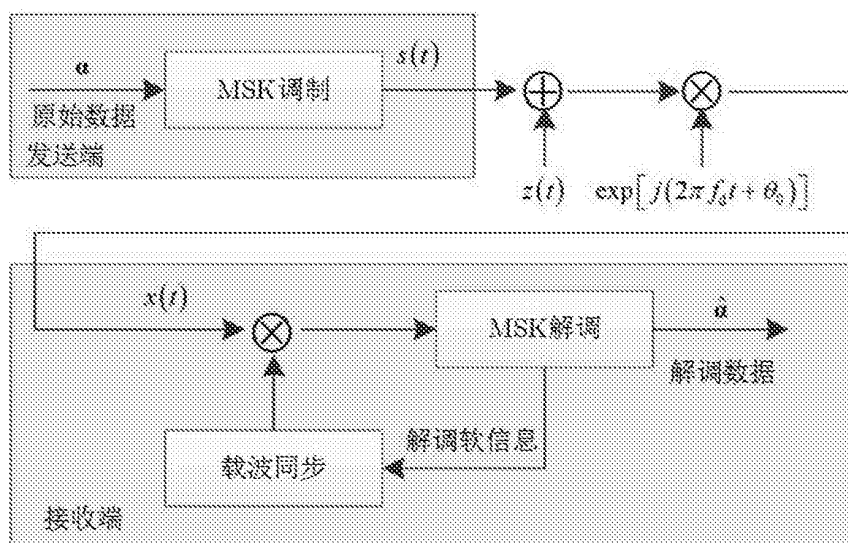 α
MSK调制
s(t)
原始数据
发送端
z(t)
exp[j(2πf_d t+θ_0)]
x(t)
MSK解调
α̂
解调数据
解调软信息
载波同步
接收端